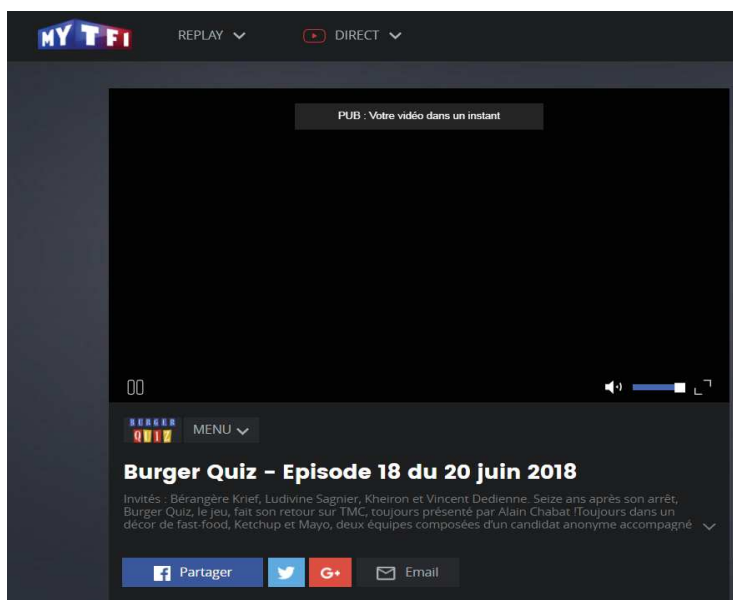 MYTF1
REPLAY
DIRECT
PUB : Votre vidéo dans un instant
BURGER
QUIZ
MENU
Burger Quiz – Episode 18 du 20 juin 2018
Invités : Bérangère Krief, Ludivine Sagnier, Kheiron et Vincent Dedienne. Seize ans après son arrêt,
Burger Quiz, le jeu, fait son retour sur TMC, toujours présenté par Alain Chabat !Toujours dans un
décor de fast-food, Ketchup et Mayo, deux équipes composées d'un candidat anonyme accompagné
Partager
G+
Email